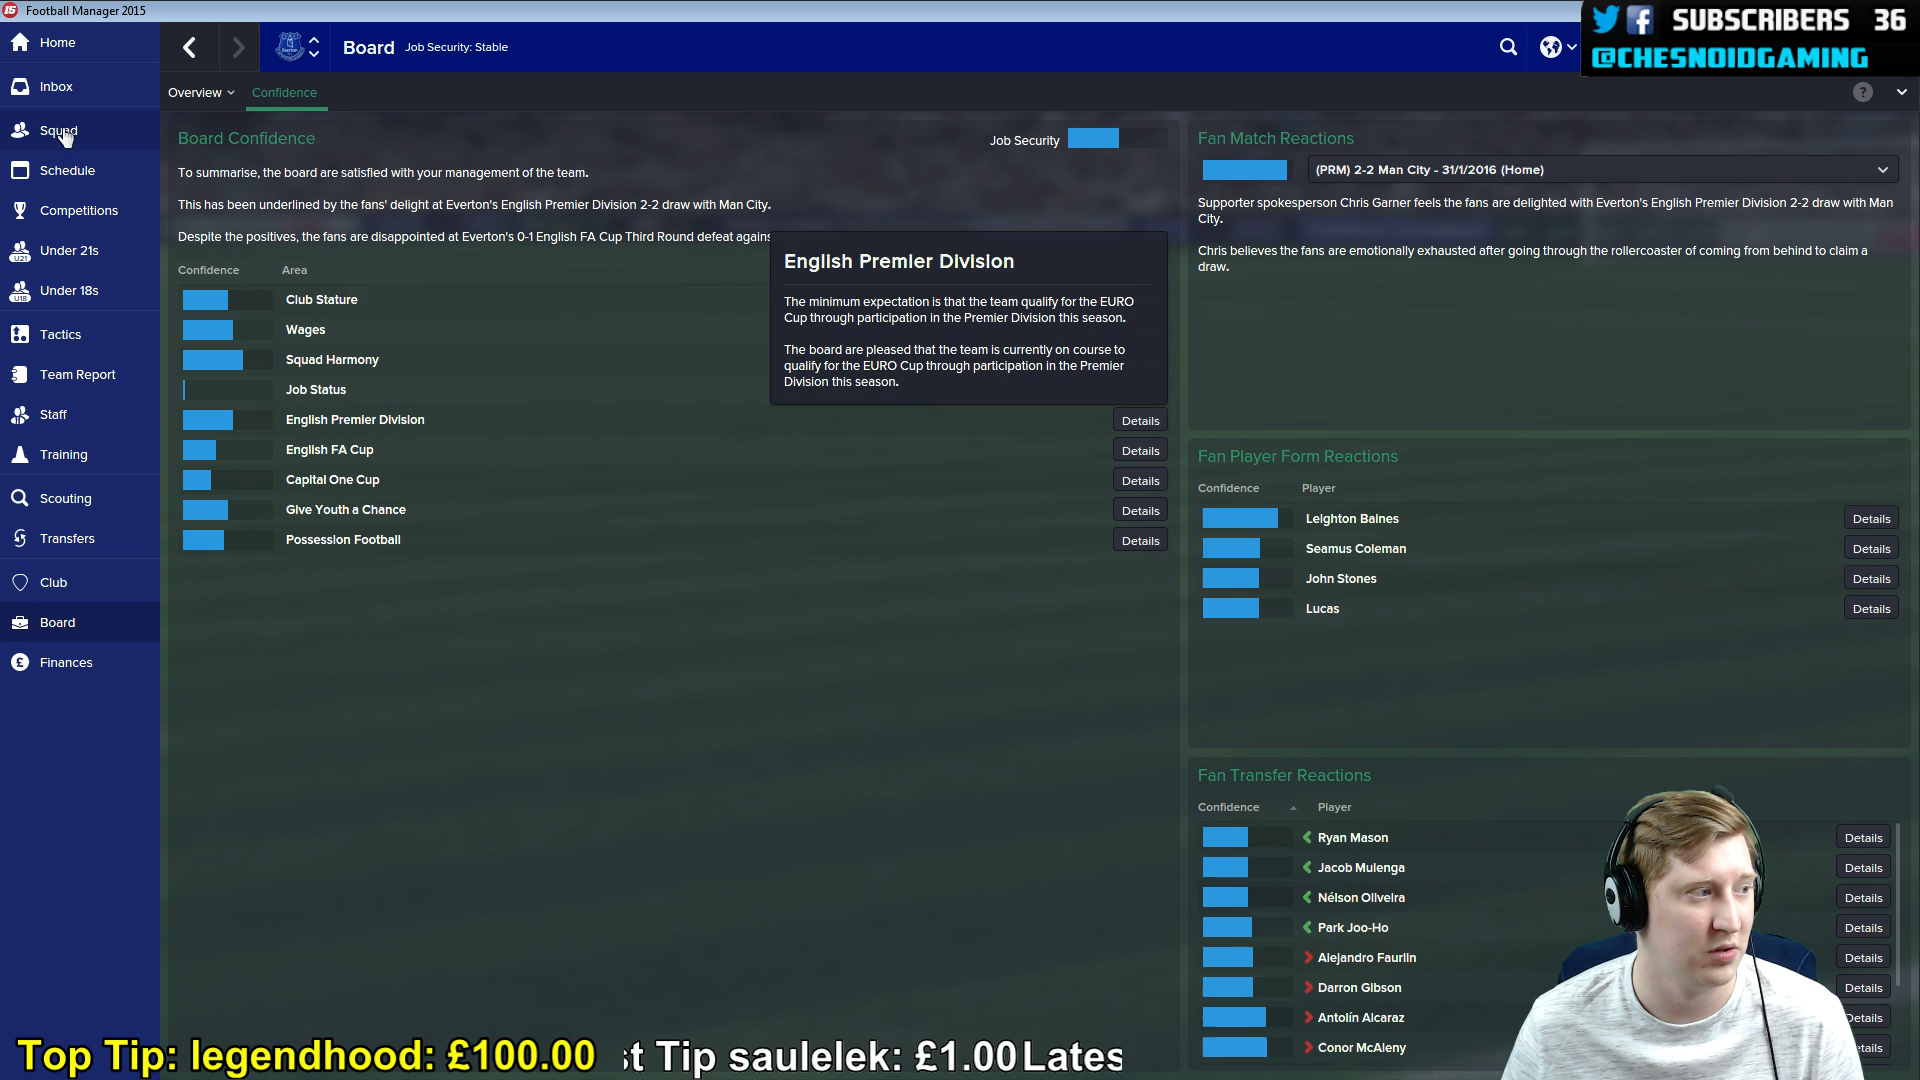 Football Manager 2015
SUBSCRIBERS 36
@CHESNOIDGAMING
Home
Inbox
Squad
Schedule
Competitions
Under 21s
Under 18s
Tactics
Team Report
Staff
Training
Scouting
Transfers
Club
Board
Finances
Board Job Security: Stable
Overview Confidence
Board Confidence
Job Security
To summarise, the board are satisfied with your management of the team.
This has been underlined by the fans' delight at Everton's English Premier Division 2-2 draw with Man City.
Despite the positives, the fans are disappointed at Everton's 0-1 English FA Cup Third Round defeat agains
Confidence Area
Club Stature
Wages
Squad Harmony
Job Status
English Premier Division Details
English FA Cup Details
Capital One Cup Details
Give Youth a Chance Details
Possession Football Details
English Premier Division
The minimum expectation is that the team qualify for the EURO
Cup through participation in the Premier Division this season.
The board are pleased that the team is currently on course to
qualify for the EURO Cup through participation in the Premier
Division this season.
Fan Match Reactions
(PRM) 2-2 Man City - 31/1/2016 (Home)
Supporter spokesperson Chris Garner feels the fans are delighted with Everton's English Premier Division 2-2 draw with Man
City.
Chris believes the fans are emotionally exhausted after going through the rollercoaster of coming from behind to claim a
draw.
Fan Player Form Reactions
Confidence Player
Leighton Baines Details
Seamus Coleman Details
John Stones Details
Lucas Details
Fan Transfer Reactions
Confidence Player
Ryan Mason Details
Jacob Mulenga Details
Nélson Oliveira Details
Park Joo-Ho Details
Alejandro Faurlin Details
Darron Gibson Details
Antolín Alcaraz Details
Conor McAleny etails
Top Tip: legendhood: £100.00
st Tip saulelek: £1.00 Lates